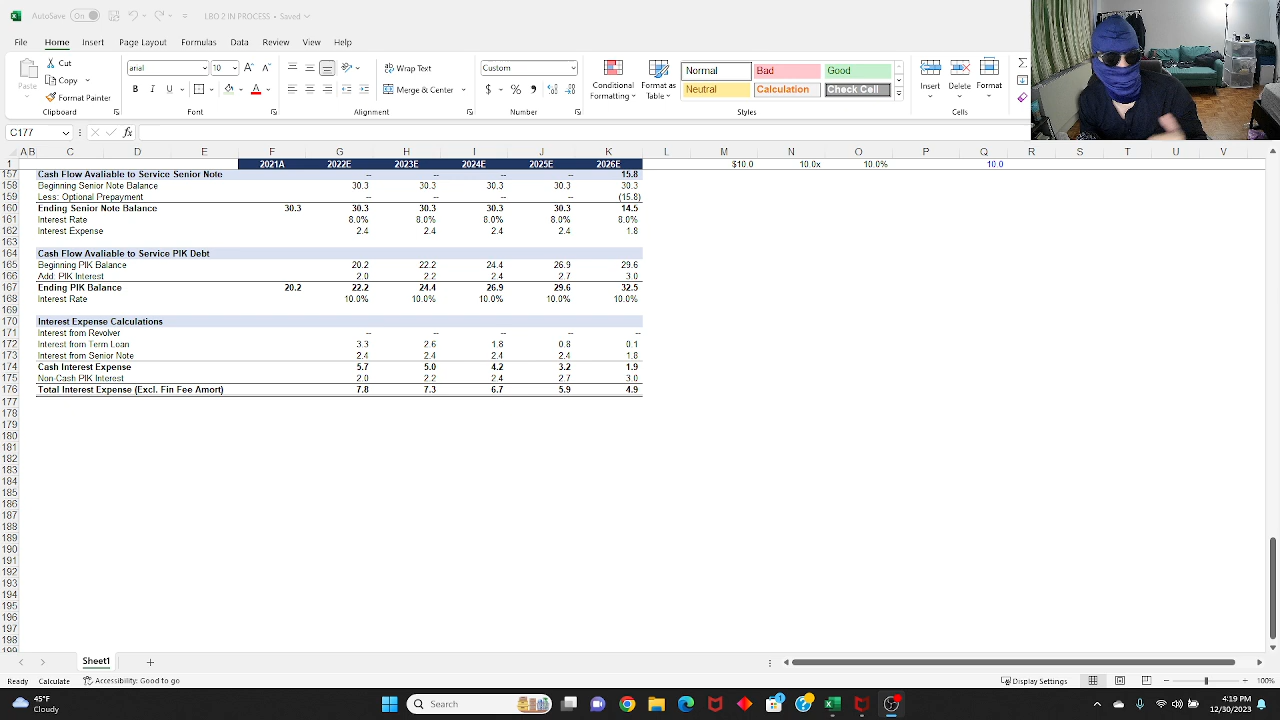 AutoSave On LBO 2 IN PROCESS • Saved
File Home Insert Page Layout Formulas Data Review View Help
Paste Cut Copy Format Painter Clipboard
arial 10 A A B I U A Font
Wrap Text Merge & Center Alignment
Custom $ % , Number
Conditional Formatting Format as Table Normal Bad Good Neutral Calculation Check Cell Styles
Insert Delete Format Cells
C177 fx
A B C D E F G H I J K L M N O P Q R S T U V
1 2021A 2022E 2023E 2024E 2025E 2026E $10.0 10.0x 10.0% 10.0
157 Cash Flow Avaliable to Service Senior Note -- -- -- -- 15.8
158 Beginning Senior Note Balance 30.3 30.3 30.3 30.3 30.3
159 Less: Optional Prepayment -- -- -- -- (15.8)
160 Ending Senior Note Balance 30.3 30.3 30.3 30.3 30.3 14.5
161 Interest Rate 8.0% 8.0% 8.0% 8.0% 8.0%
162 Interest Expense 2.4 2.4 2.4 2.4 1.8
163
164 Cash Flow Avaliable to Service PIK Debt
165 Beginning PIK Balance 20.2 22.2 24.4 26.9 29.6
166 Add: PIK Interest 2.0 2.2 2.4 2.7 3.0
167 Ending PIK Balance 20.2 22.2 24.4 26.9 29.6 32.5
168 Interest Rate 10.0% 10.0% 10.0% 10.0% 10.0%
169
170 Interest Expense Calculations
171 Interest from Revolver -- -- -- -- --
172 Interest from Term Loan 3.3 2.6 1.8 0.8 0.1
173 Interest from Senior Note 2.4 2.4 2.4 2.4 1.8
174 Cash Interest Expense 5.7 5.0 4.2 3.2 1.9
175 Non-Cash PIK Interest 2.0 2.2 2.4 2.7 3.0
176 Total Interest Expense (Excl. Fin Fee Amort) 7.8 7.3 6.7 5.9 4.9
177
178
179
180
181
182
183
184
185
186
187
188
189
190
191
192
193
194
195
196
197
198
199
Sheet1
Ready Calculate Accessibility: Good to go Display Settings 100%
45°F
Cloudy
Search
4:39 PM
12/30/2023